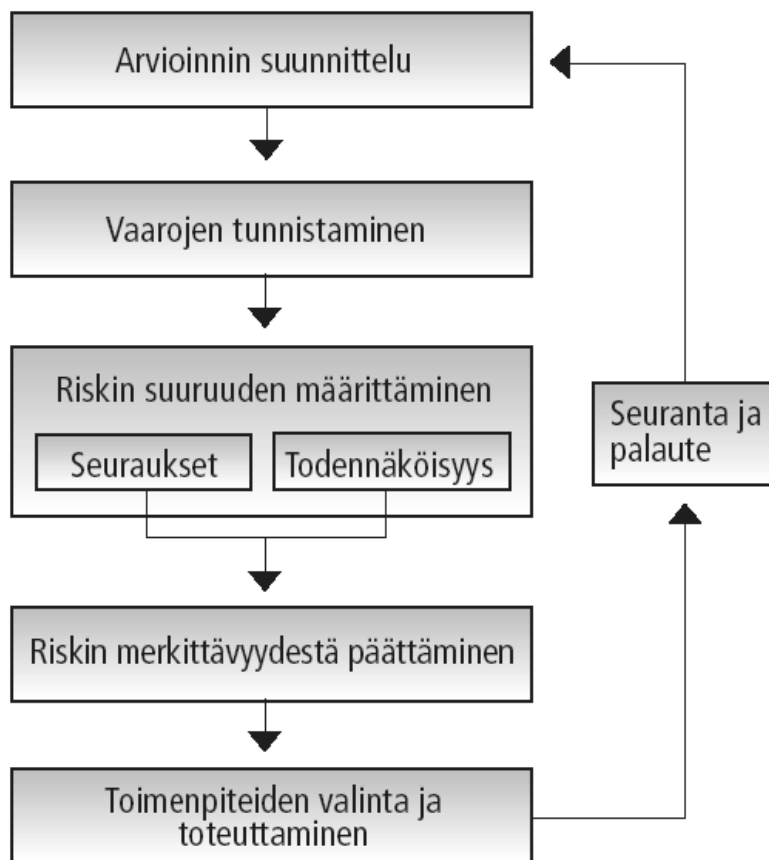 Arvioinnin suunnittelu
Vaarojen tunnistaminen
Riskin suuruuden määrittäminen
Seuraukset
Todennäköisyys
Riskin merkittävyydestä päättäminen
Toimenpiteiden valinta ja
toteuttaminen
Seuranta ja
palaute